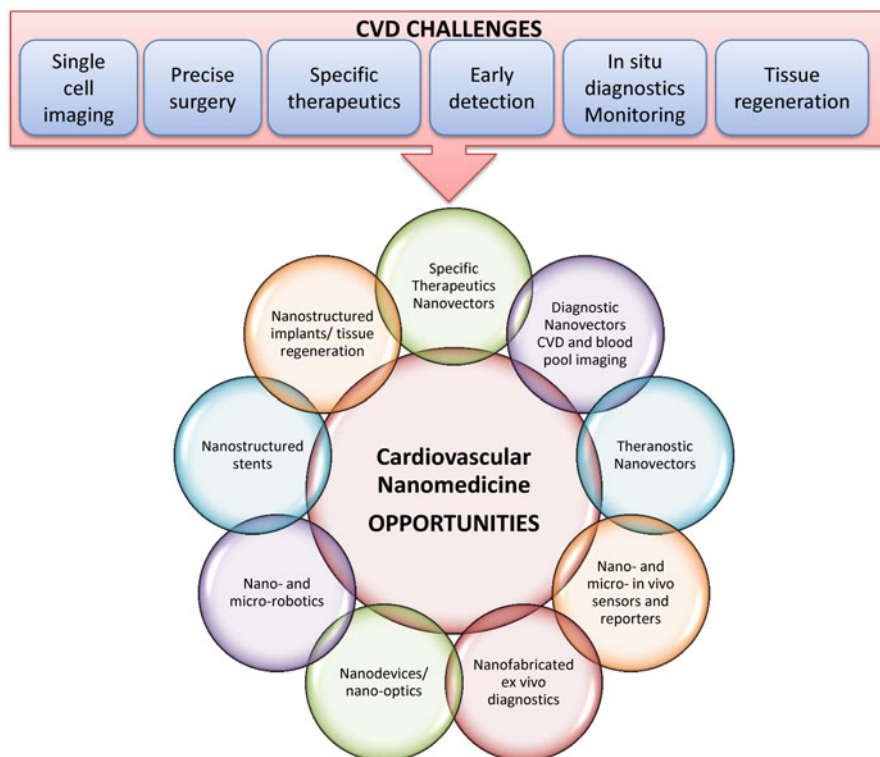 CVD CHALLENGES
Single
cell
imaging
Precise
surgery
Specific
therapeutics
Early
detection
In situ
diagnostics
Monitoring
Tissue
regeneration
Specific
Therapeutics
Nanovectors
Diagnostic
Nanovectors
CVD and blood
pool imaging
Theranostic
Nanovectors
Nano- and
micro- in vivo
sensors and
reporters
Nanofabricated
ex vivo
diagnostics
Nanodevices/
nano-optics
Nano- and
micro-robotics
Nanostructured
stents
Nanostructured
implants/ tissue
regeneration
Cardiovascular
Nanomedicine
OPPORTUNITIES